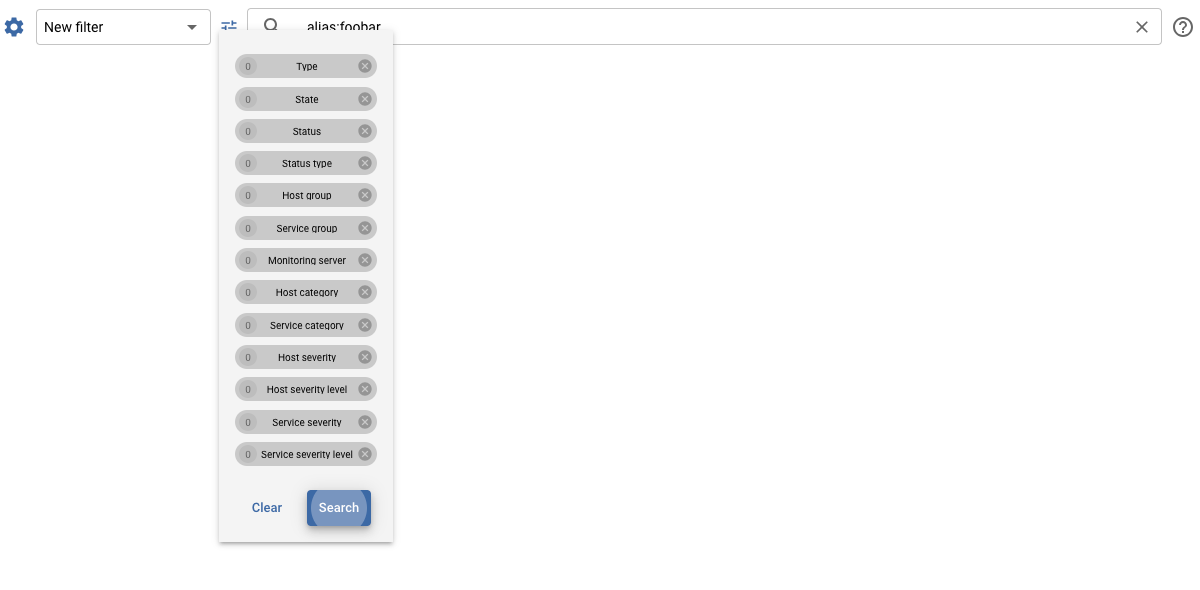 New filter
alias:foobar
0 Type
0 State
0 Status
0 Status type
0 Host group
0 Service group
0 Monitoring server
0 Host category
0 Service category
0 Host severity
0 Host severity level
0 Service severity
0 Service severity level
Clear Search